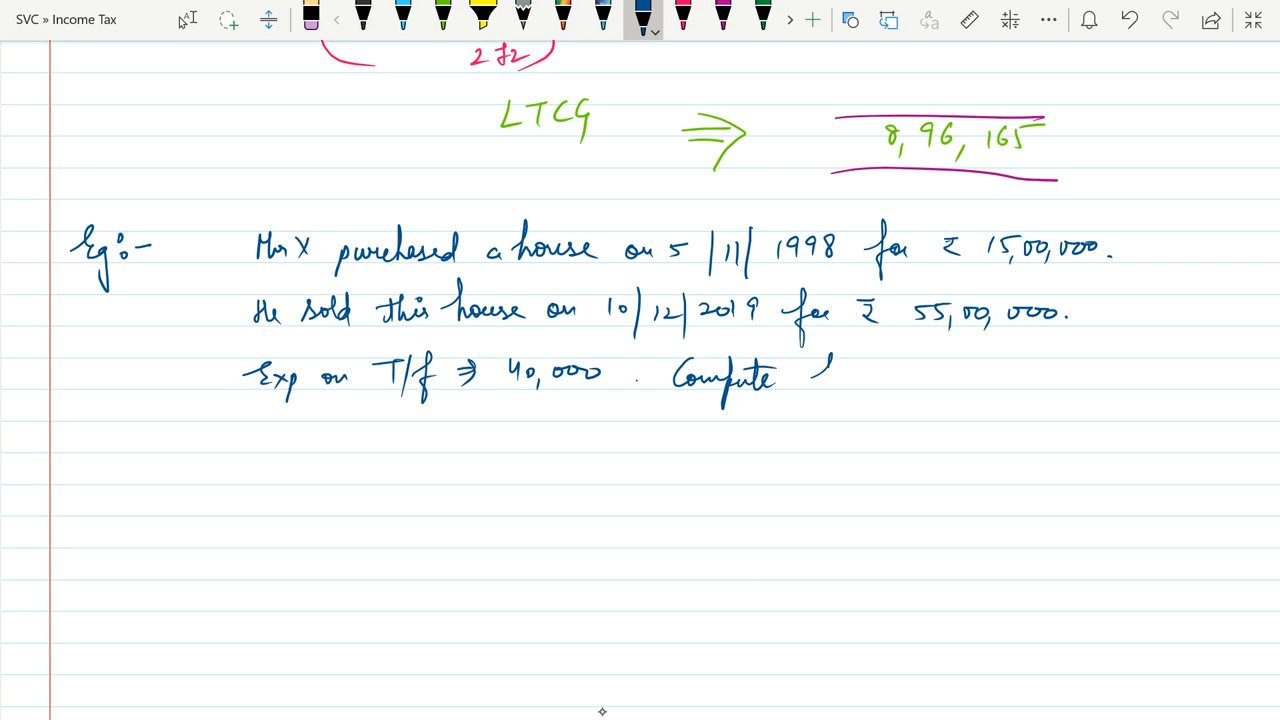 SVC » Income Tax
2 f 2
LTCG ⇒ 8,96,165
Eg:- Mr X purchased a house on 5/11/1998 for ₹ 15,00,000.
He sold this house on 10/12/2019 for ₹ 55,00,000.
Exp on T/f ⇒ 40,000. Compute